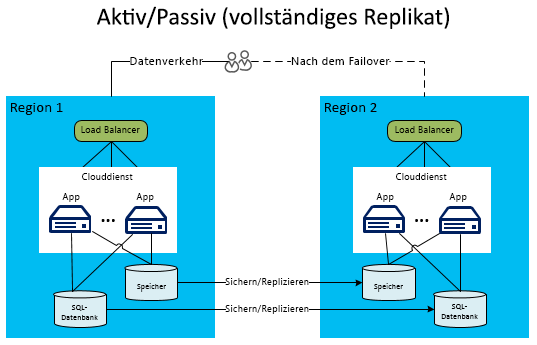 Aktiv/Passiv (vollständiges Replikat)
Datenverkehr
Nach dem Failover
Region 1
Load Balancer
Clouddienst
App
App
...
Speicher
SQL-
Datenbank
Region 2
Load Balancer
Clouddienst
App
App
...
Speicher
SQL-
Datenbank
Sichern/Replizieren
Sichern/Replizieren